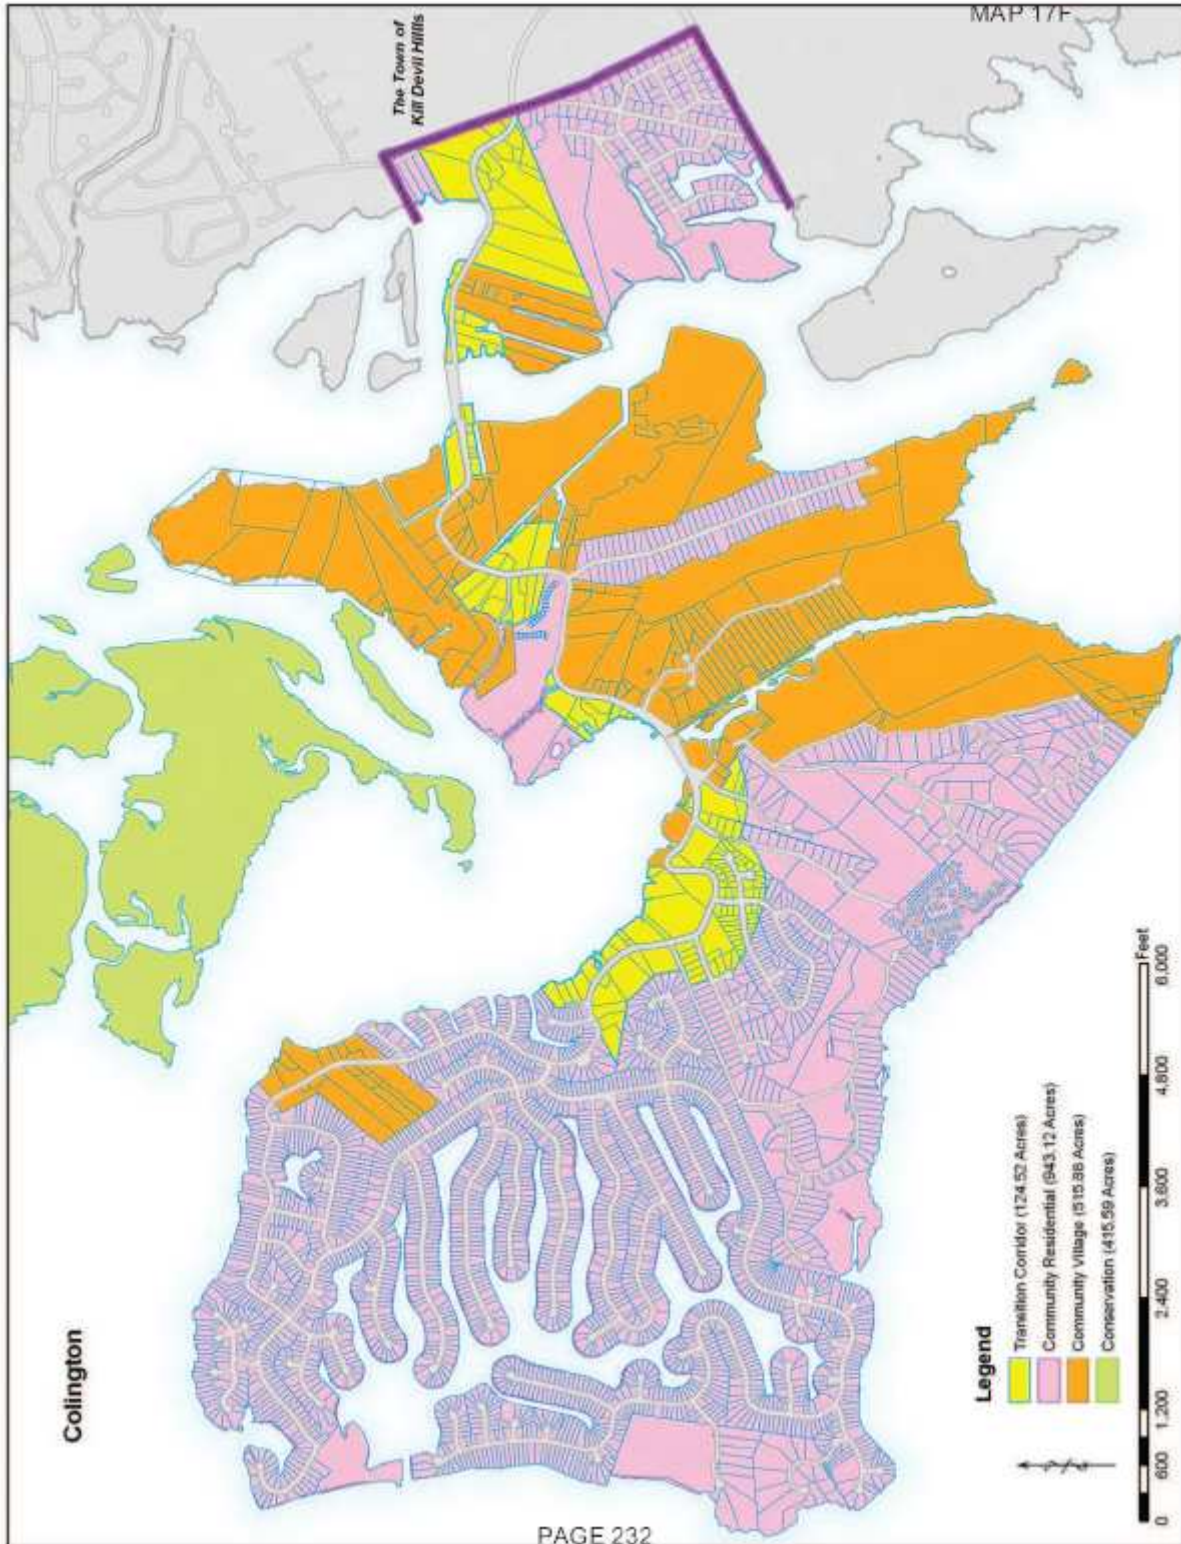 MAP 17F
The Town of
Kill Devil Hills
Colington
Legend
Transition Corridor (124.52 Acres)
Community Residential (943.12 Acres)
Community Village (515.88 Acres)
Conservation (415.59 Acres)
0 600 1,200 2,400 3,600 4,800 6,000
Feet
PAGE 232